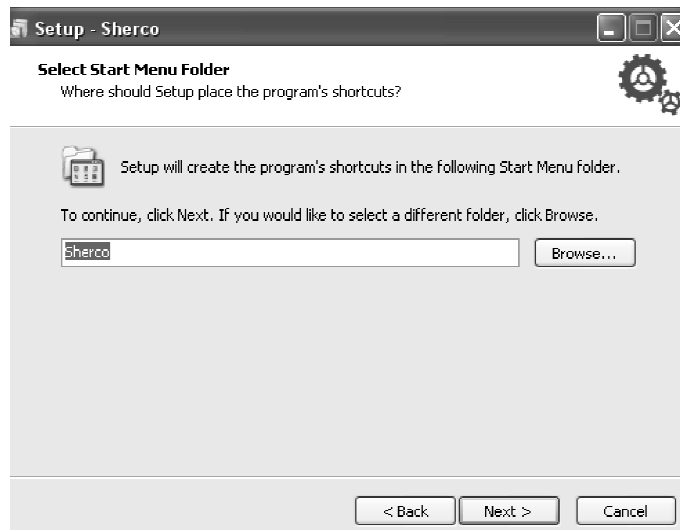 Setup - Sherco
Select Start Menu Folder
Where should Setup place the program's shortcuts?
Setup will create the program's shortcuts in the following Start Menu folder.
To continue, click Next. If you would like to select a different folder, click Browse.
Sherco
Browse...
< Back
Next >
Cancel